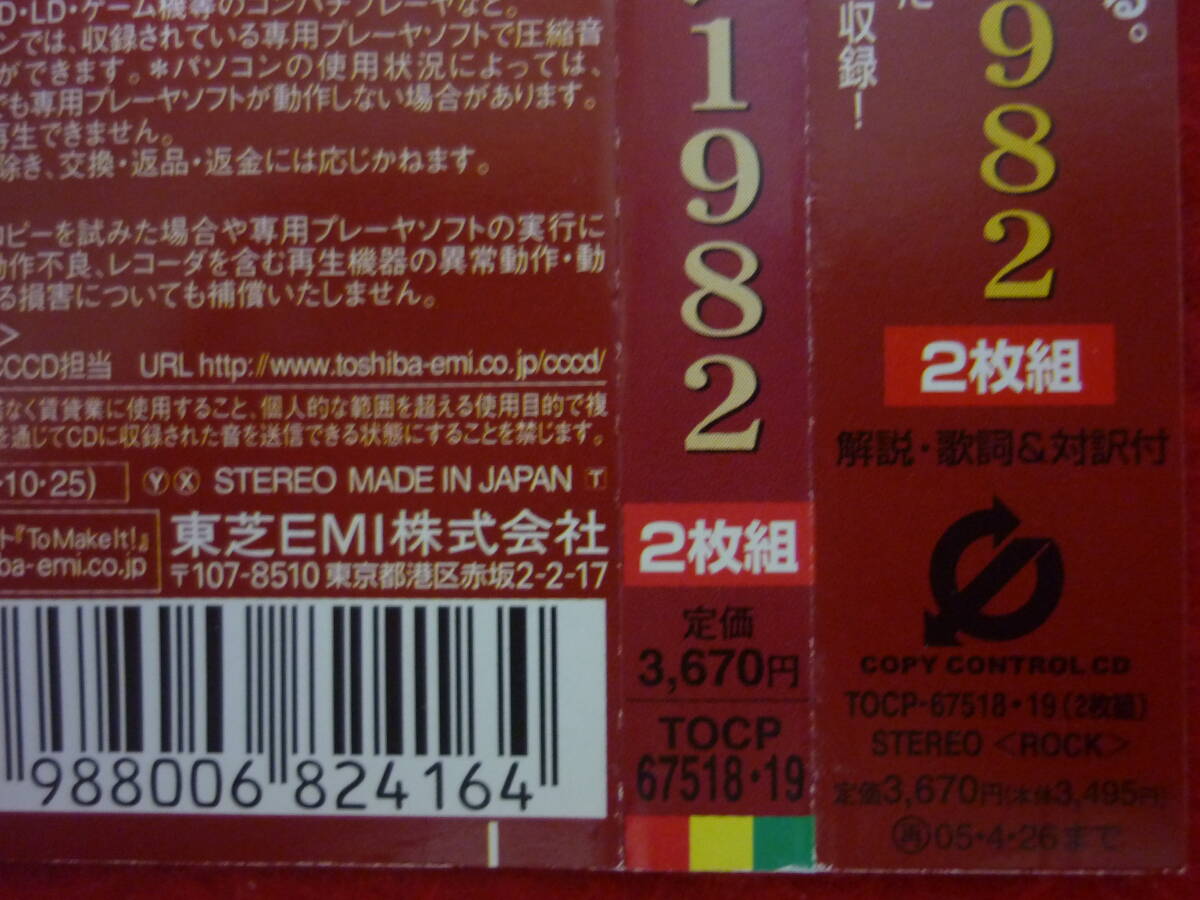 D・LD・ゲーム機等のコンパチプレーヤなど。
ンでは、収録されている専用プレーヤソフトで圧縮音
ができます。*パソコンの使用状況によっては、
でも専用プレーヤソフトが動作しない場合があります。
再生できません。
除き、交換・返品・返金には応じかねます。
コピーを試みた場合や専用プレーヤソフトの実行に
動作不良、レコーダを含む再生機器の異常動作・動
る損害についても補償いたしません。
>
CCCD担当 URL http://www.toshiba-emi.co.jp/cccd/
なく賃貸業に使用すること、個人的な範囲を超える使用目的で複
を通じてCDに収録された音を送信できる状態にすることを禁じます。
・10・25) Ⓨ Ⓧ STEREO MADE IN JAPAN T
ト『To Make It!』
ba-emi.co.jp
東芝EMI株式会社
〒107-8510 東京都港区赤坂2-2-17
988006 824164
1982
2枚組
定価
3,670円
TOCP
67518・19
る。
収録!
982
2枚組
解説・歌詞&対訳付
COPY CONTROL CD
TOCP-67518・19(2枚組)
STEREO <ROCK>
定価3,670円(本体3,495円)
㊢05・4・26まで